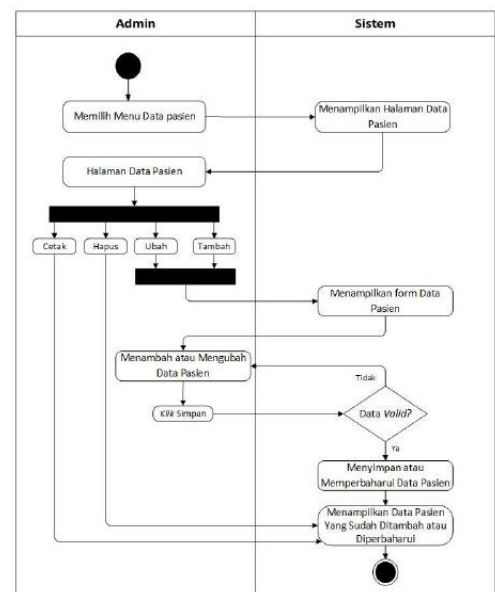 Admin
Sistem
Memilih Menu Data pasien
Menampilkan Halaman Data
Pasien
Halaman Data Pasien
Cetak
Hapus
Ubah
Tambah
Menampilkan form Data
Pasien
Menambah atau Mengubah
Data Pasien
Tidak
Klik Simpan
Data Valid?
Ya
Menyimpan atau
Memperbaharui Data Pasien
Menampilkan Data Pasien
Yang Sudah Ditambah atau
Diperbaharui